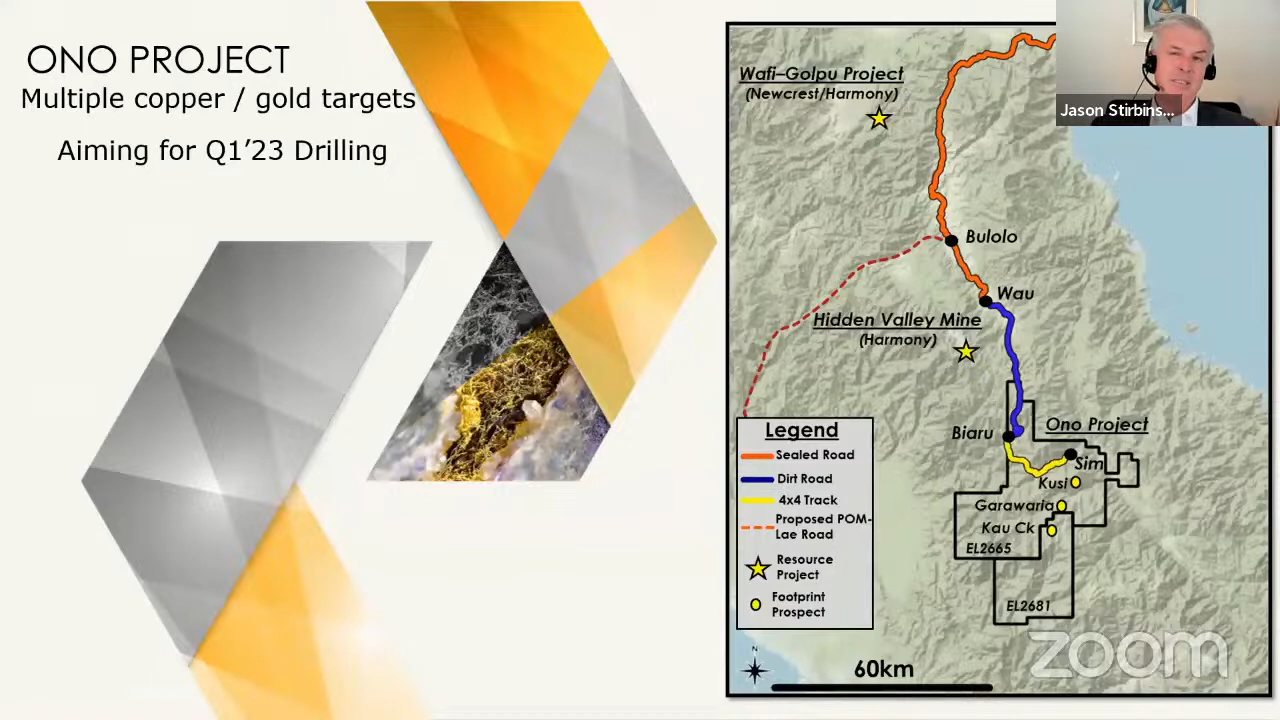 ONO PROJECT
Multiple copper / gold targets
Aiming for Q1'23 Drilling
Wafi–Golpu Project
(Newcrest/Harmony)
Jason Stirbins...
Bulolo
Wau
Hidden Valley Mine
(Harmony)
Biaru
Ono Project
Sim
Kusi
Garawaria
Kau Ck
EL2665
EL2681
Legend
Sealed Road
Dirt Road
4x4 Track
Proposed POM-
Lae Road
Resource
Project
Footprint
Prospect
N
60km
zoom